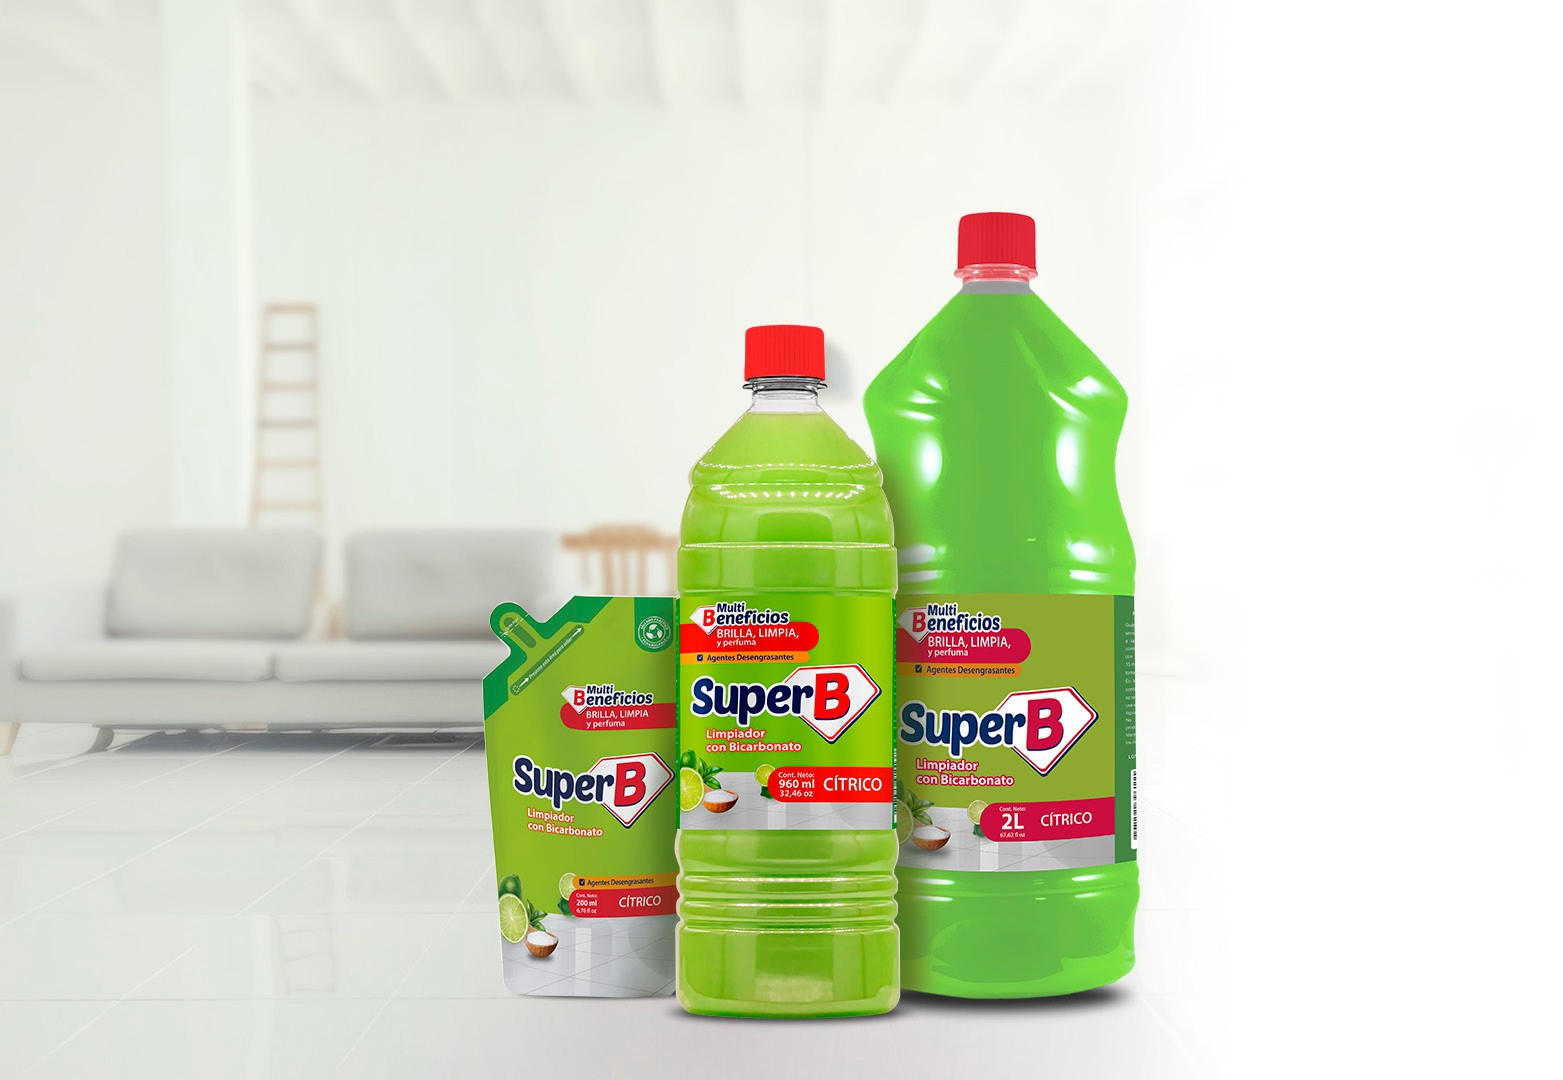 Multi
Beneficios
BRILLA, LIMPIA
y perfuma
SuperB
Limpiador
con Bicarbonato
Agentes Desengrasantes
Cont. Neto:
200 ml
6,76 fl oz
CÍTRICO
Multi
Beneficios
BRILLA, LIMPIA,
y perfuma
Agentes Desengrasantes
SuperB
Limpiador
con Bicarbonato
Cont. Neto:
960 ml
32,46 oz
CÍTRICO
Multi
Beneficios
BRILLA, LIMPIA,
y perfuma
Agentes Desengrasantes
SuperB
Limpiador
con Bicarbonato
Cont. Neto:
2L
67,62 fl oz
CÍTRICO